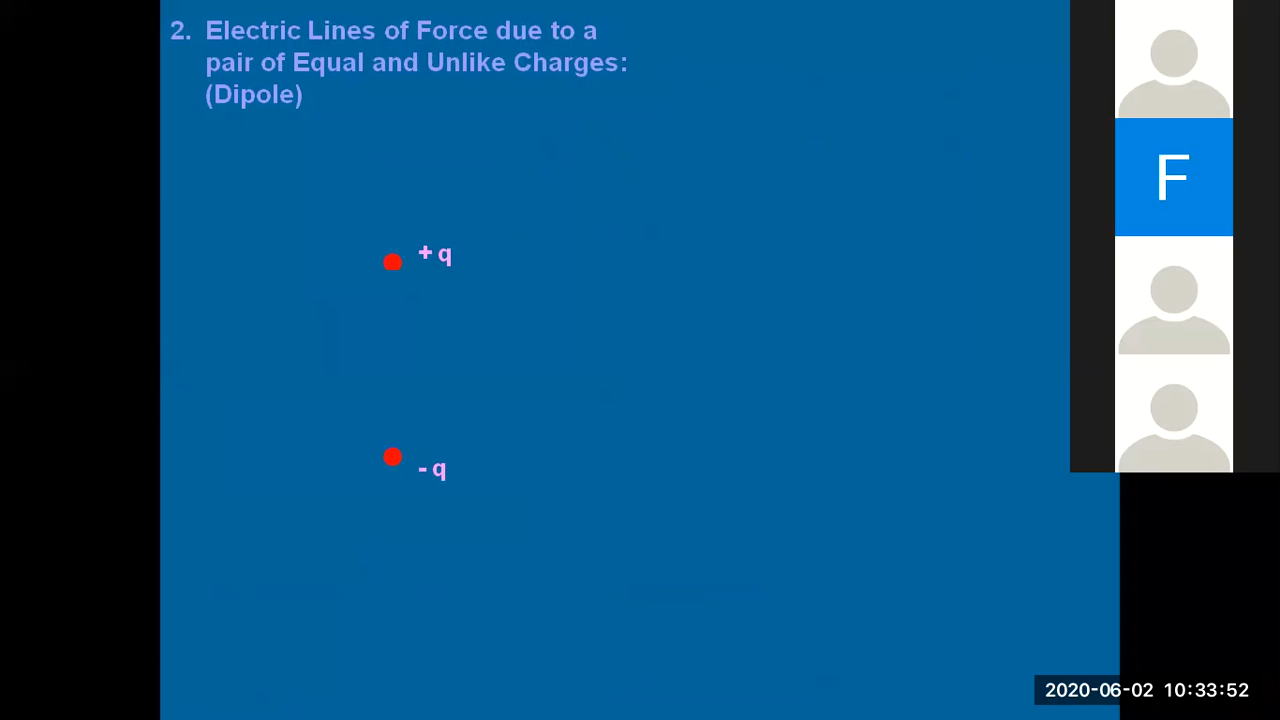 2. Electric Lines of Force due to a
pair of Equal and Unlike Charges:
(Dipole)
+ q
- q
F
2020-06-02 10:33:52